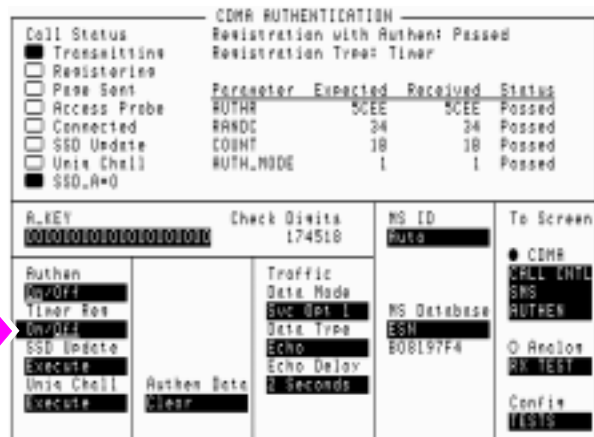 CDMA AUTHENTICATION
Call Status
Registration with Authen: Passed
Transmitting
Registration Type: Timer
Registering
Page Sent
Parameter Expected Received Status
Access Probe
AUTHR 5CEE 5CEE Passed
Connected
RANDC 34 34 Passed
SSD Update
COUNT 18 18 Passed
Uniq Chall
AUTH_MODE 1 1 Passed
SSD_A=0
A_KEY
Check Digits
MS ID
To Screen
174518
Auto
CDMA
CALL CNTL
SMS
AUTHEN
Authen
On/Off
Timer Reg
On/Off
SSD Update
Execute
Uniq Chall
Execute
Authen Data
Clear
Traffic
Data Mode
Svc Opt 1
Data Type
Echo
Echo Delay
2 Seconds
MS Database
ESN
B08197F4
Analog
RX TEST
Config
TESTS